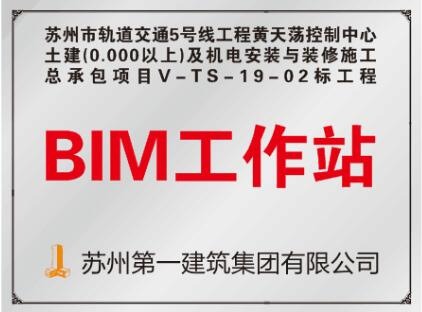 苏州市轨道交通5号线工程黄天荡控制中心
土建(0.000以上)及机电安装与装修施工
总承包项目V-TS-19-02标工程
BIM工作站
苏州第一建筑集团有限公司